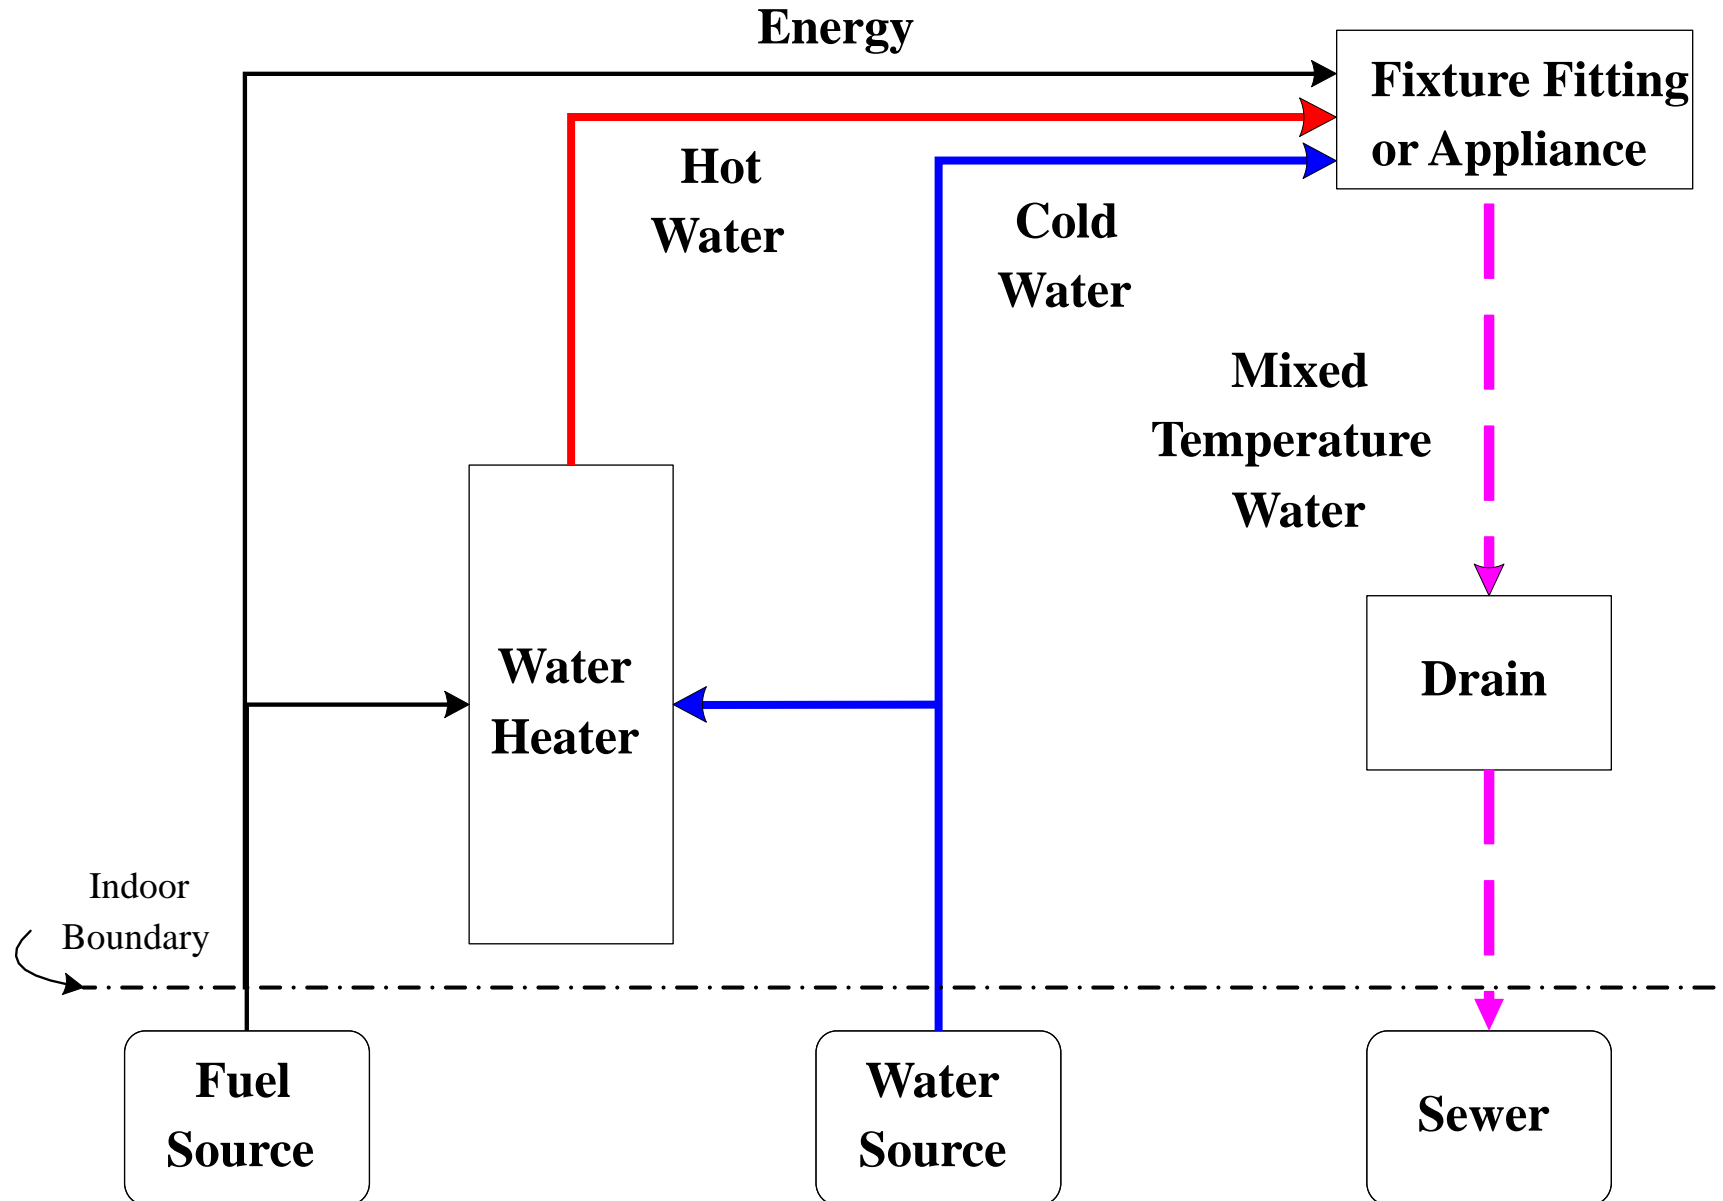 Energy
Fixture Fitting
or Appliance
Hot
Water
Cold
Water
Mixed
Temperature
Water
Water
Heater
Drain
Indoor
Boundary
Fuel
Source
Water
Source
Sewer